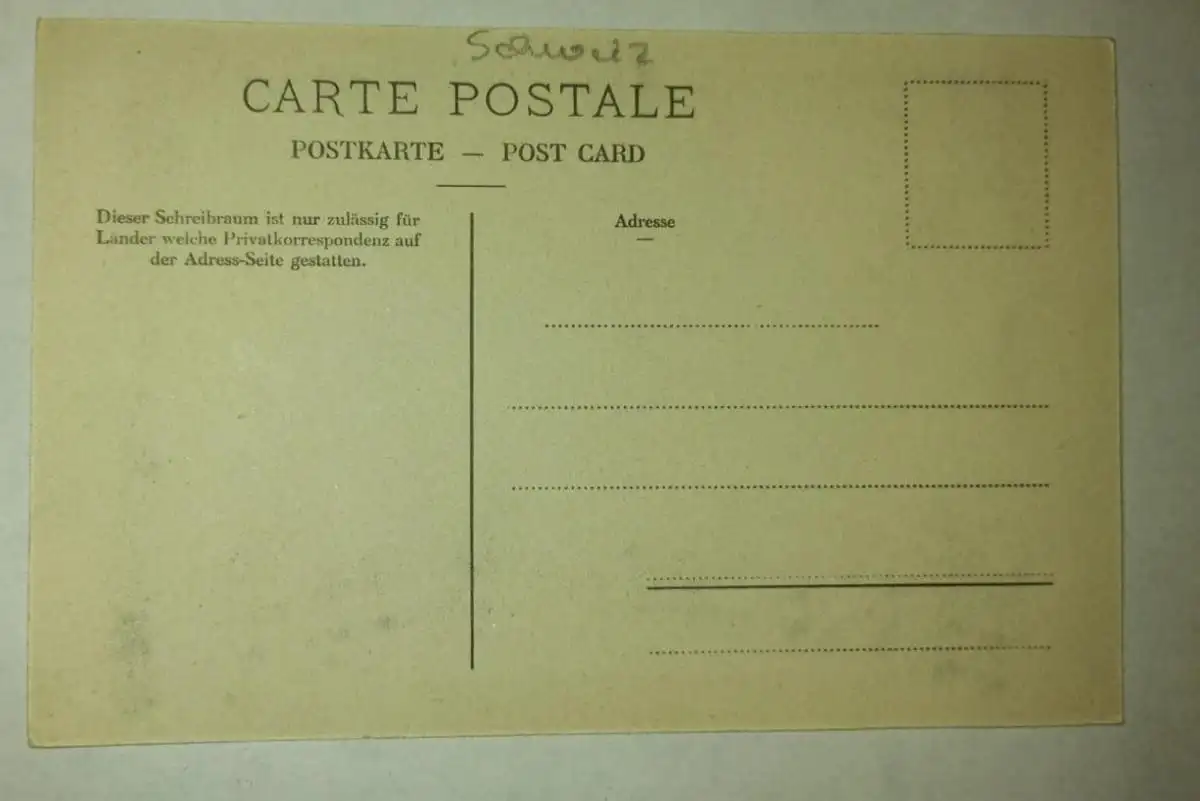 Schweiz
CARTE POSTALE
POSTKARTE — POST CARD
Dieser Schreibraum ist nur zulässig für
Länder welche Privatkorrespondenz auf
der Adress-Seite gestatten.
Adresse